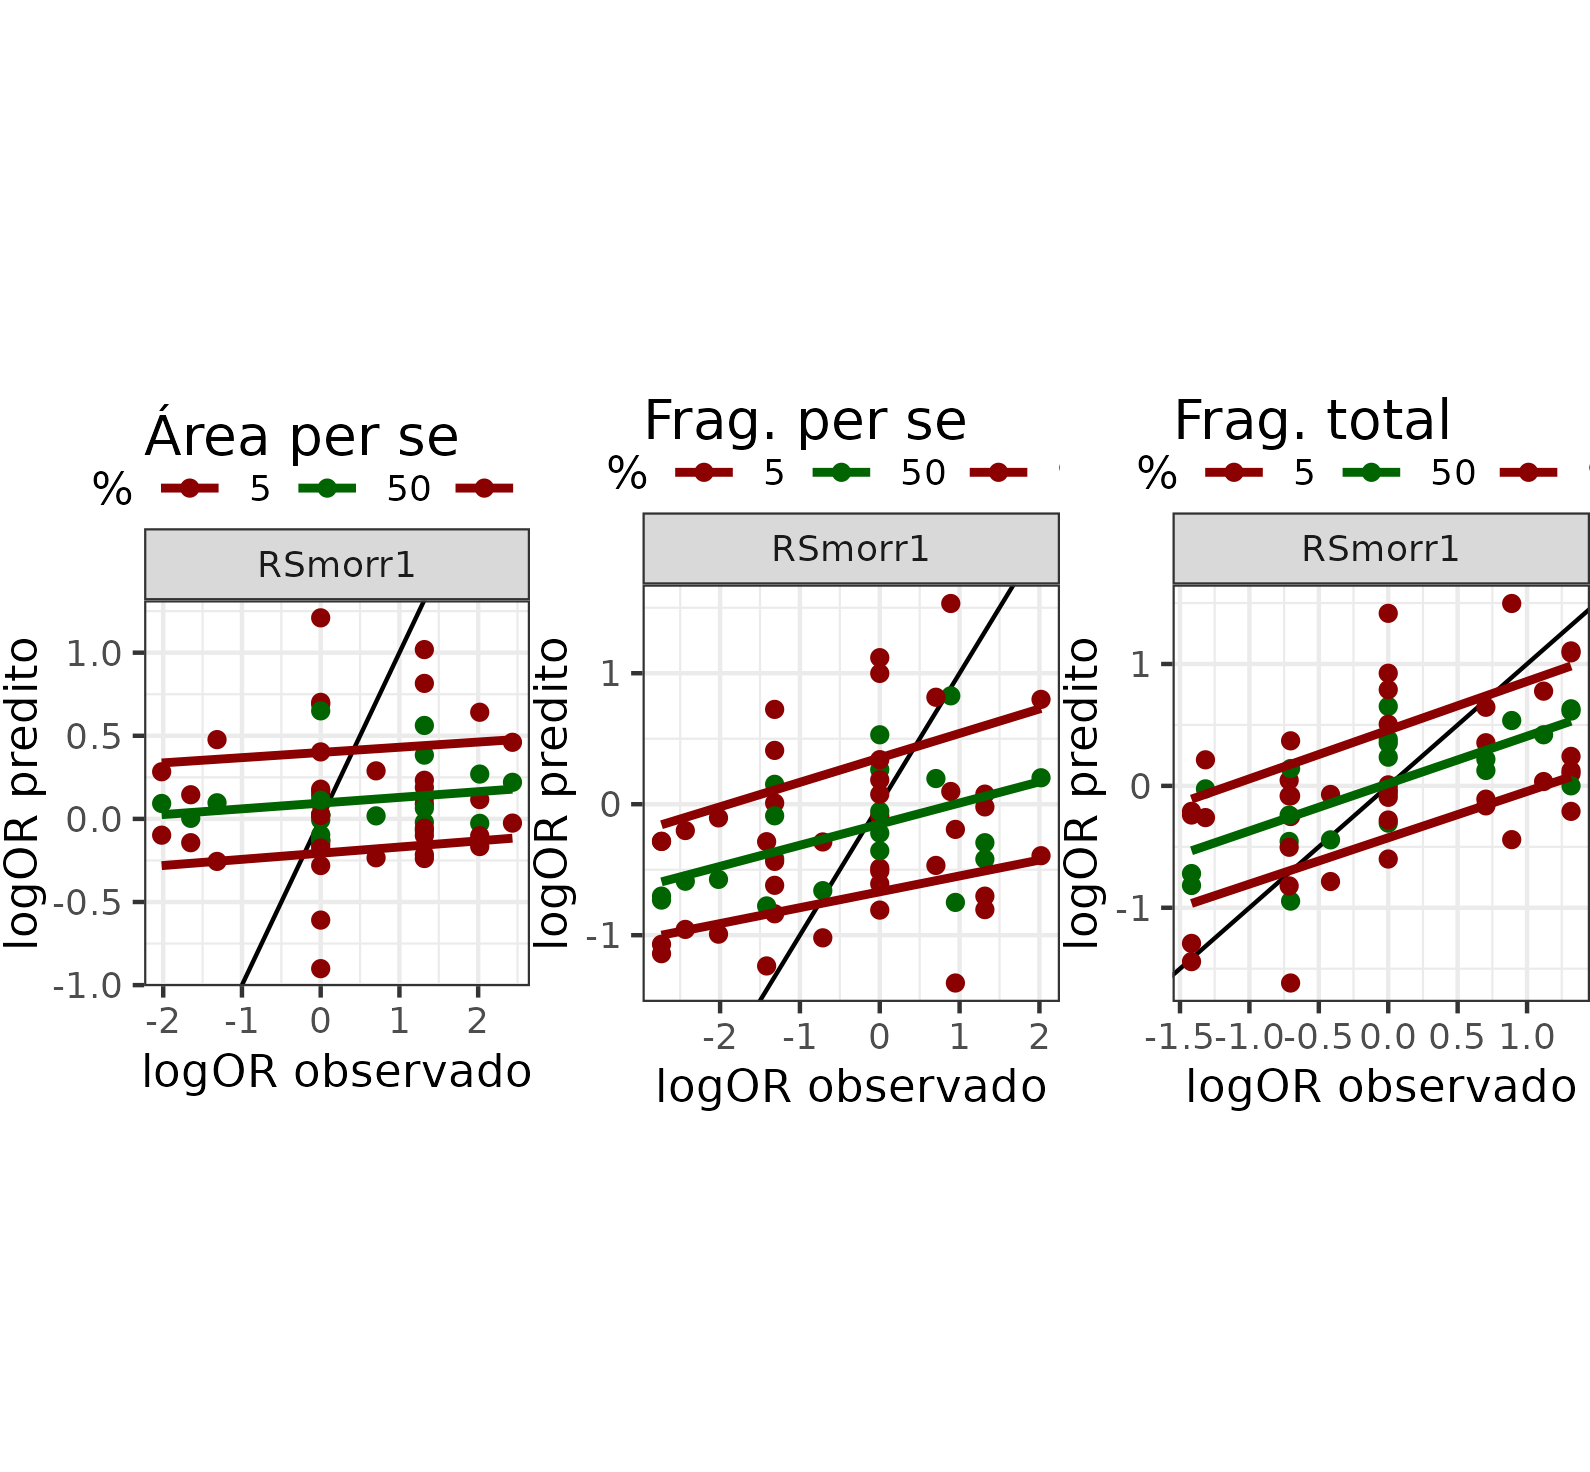 Área per se
% 5 50
RSmorr1
logOR predito
1.0
0.5
0.0
-0.5
-1.0
-2 -1 0 1 2
logOR observado
Frag. per se
% 5 50
RSmorr1
logOR predito
1
0
-1
-2 -1 0 1 2
logOR observado
Frag. total
% 5 50
RSmorr1
logOR predito
1
0
-1
-1.5 -1.0 -0.5 0.0 0.5 1.0
logOR observado